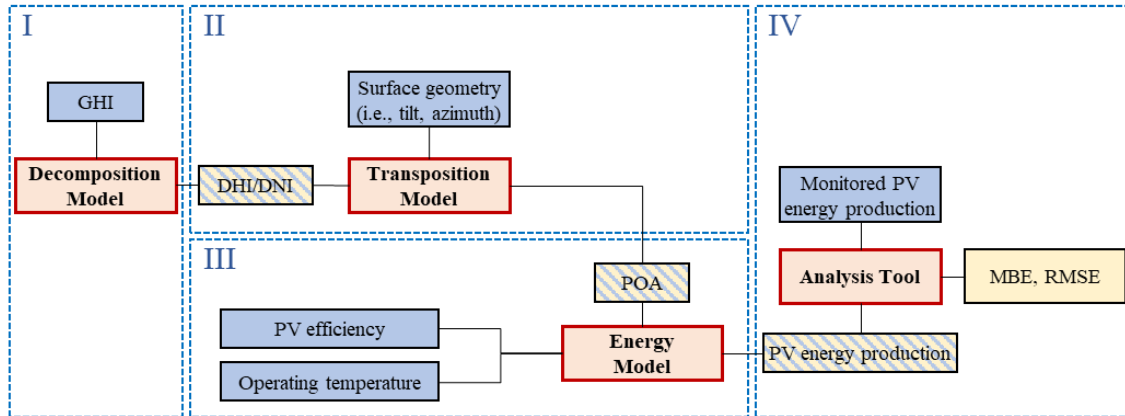 I
GHI
Decomposition
Model
II
Surface geometry
(i.e., tilt, azimuth)
DHI/DNI
Transposition
Model
III
POA
PV efficiency
Operating temperature
Energy
Model
IV
Monitored PV
energy production
Analysis Tool
MBE, RMSE
PV energy production